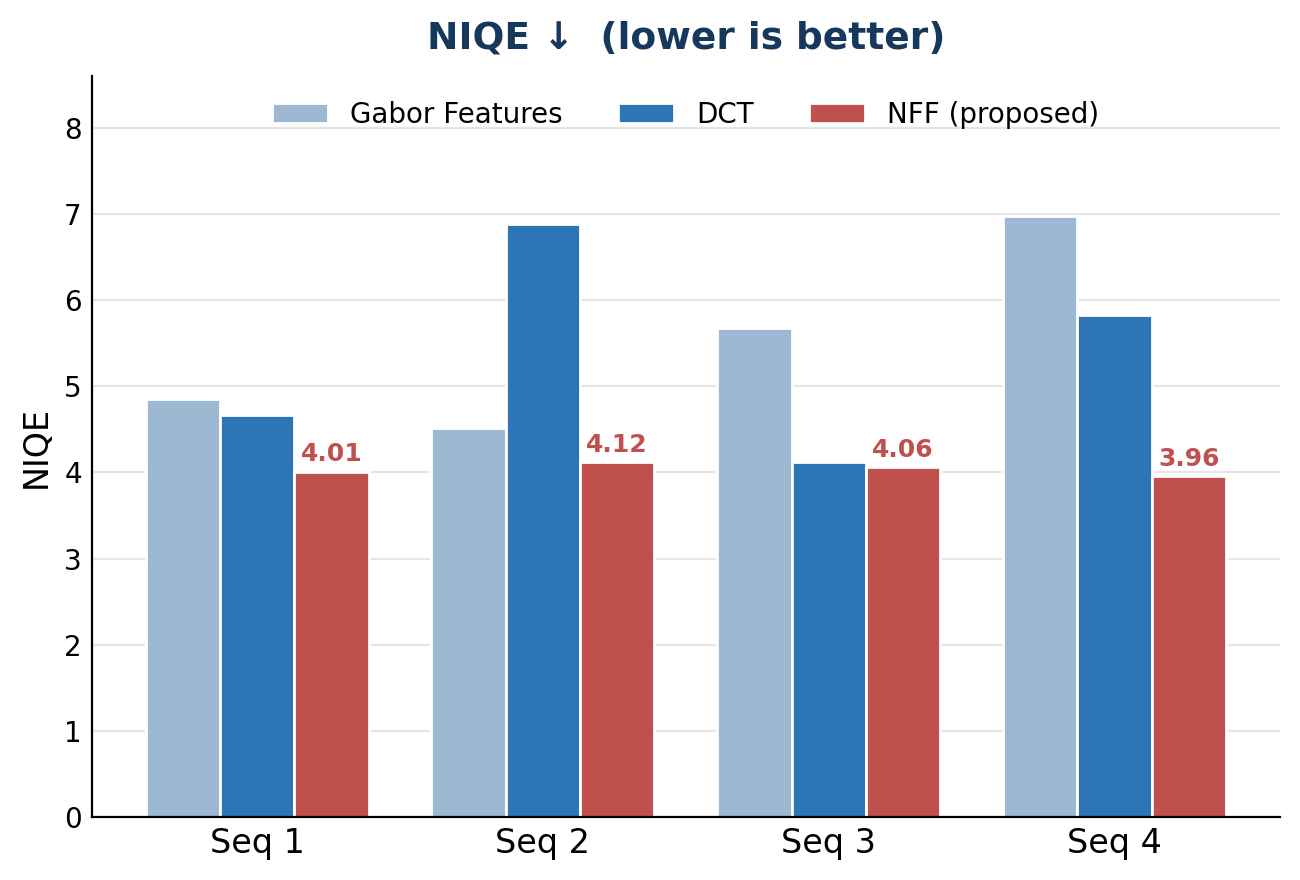 NIQE ↓ (lower is better)
Gabor Features DCT NFF (proposed)
8
7
6
5
4
3
2
1
0
NIQE
4.01 4.12 4.06 3.96
Seq 1 Seq 2 Seq 3 Seq 4